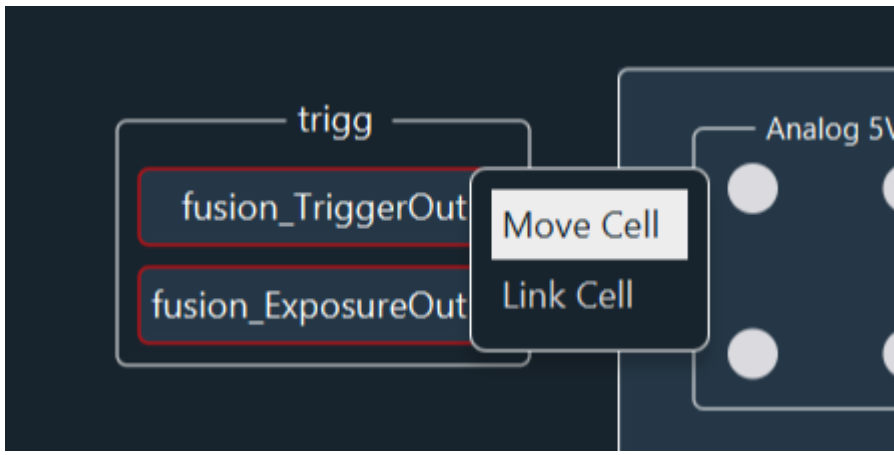 trigg
fusion_TriggerOut
fusion_ExposureOut
Move Cell
Link Cell
Analog 5V